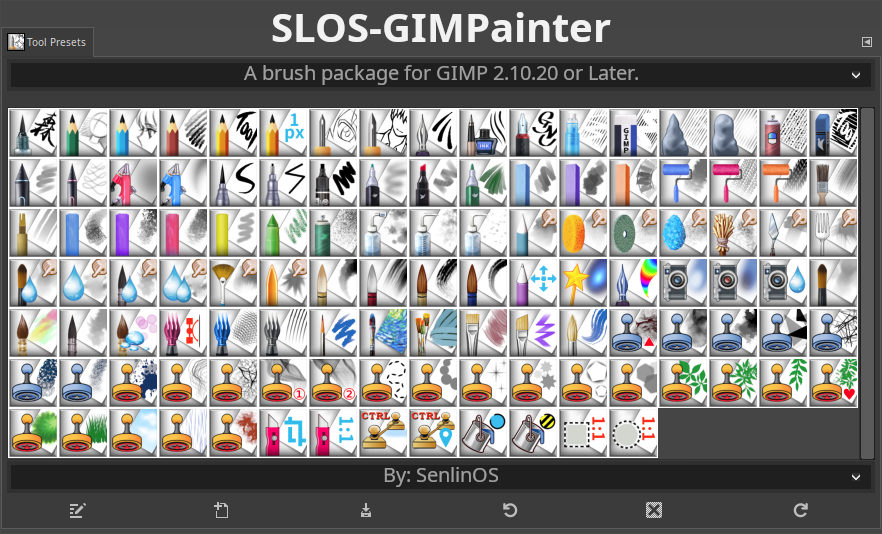 SLOS-GIMPainter
Tool Presets
A brush package for GIMP 2.10.20 or Later.
1 px
INK
GIMP
①
②
CTRL
CTRL
1:1
1:1
1:1
By: SenlinOS